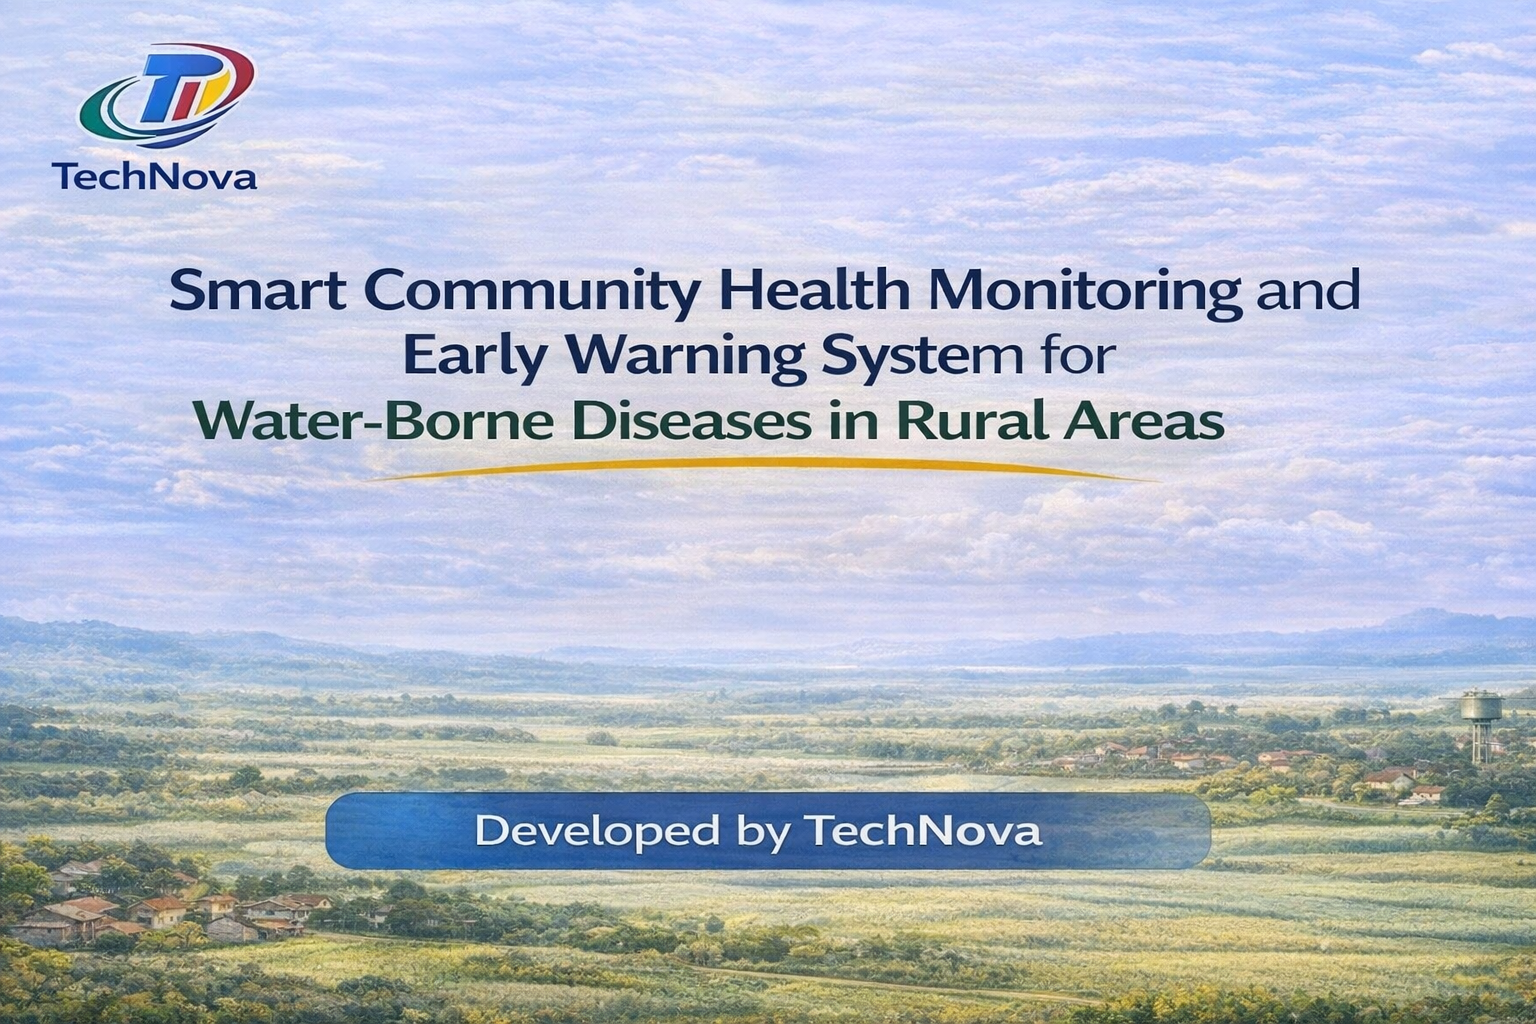 TechNova
Smart Community Health Monitoring and
Early Warning System for
Water-Borne Diseases in Rural Areas
Developed by TechNova